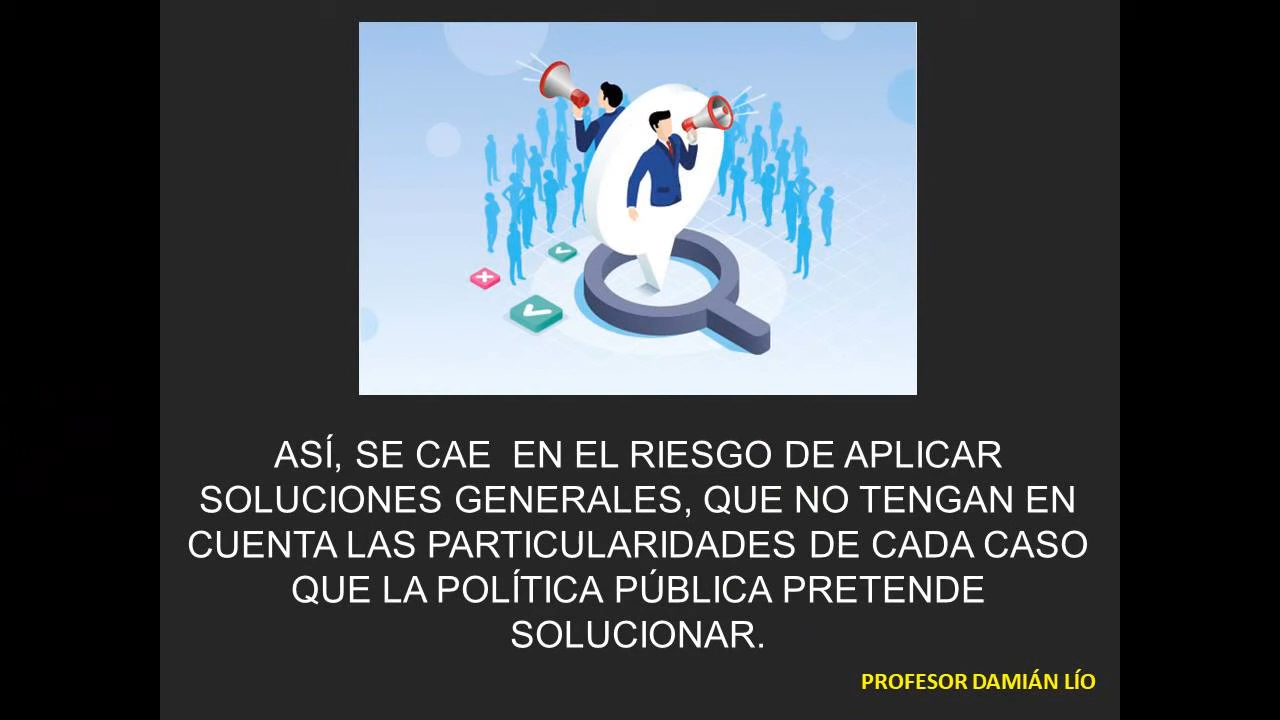 ASÍ, SE CAE  EN EL RIESGO DE APLICAR
SOLUCIONES GENERALES, QUE NO TENGAN EN
CUENTA LAS PARTICULARIDADES DE CADA CASO
QUE LA POLÍTICA PÚBLICA PRETENDE
SOLUCIONAR.
PROFESOR DAMIÁN LÍO